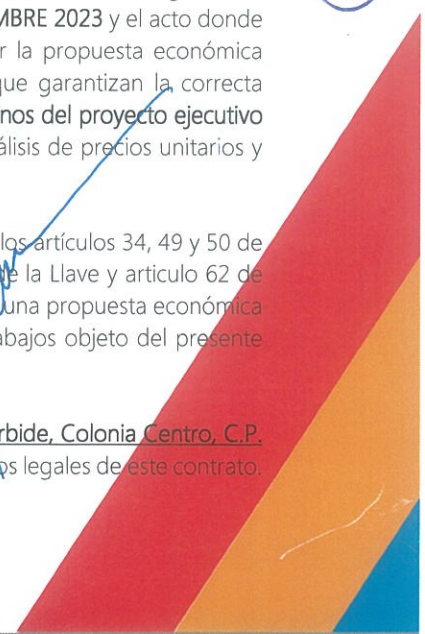 MBRE 2023 y el acto donde
r la propuesta económica
que garantizan la correcta
nos del proyecto ejecutivo
álisis de precios unitarios y
los artículos 34, 49 y 50 de
de la Llave y articulo 62 de
una propuesta económica
abajos objeto del presente
rbide, Colonia Centro, C.P.
os legales de este contrato.